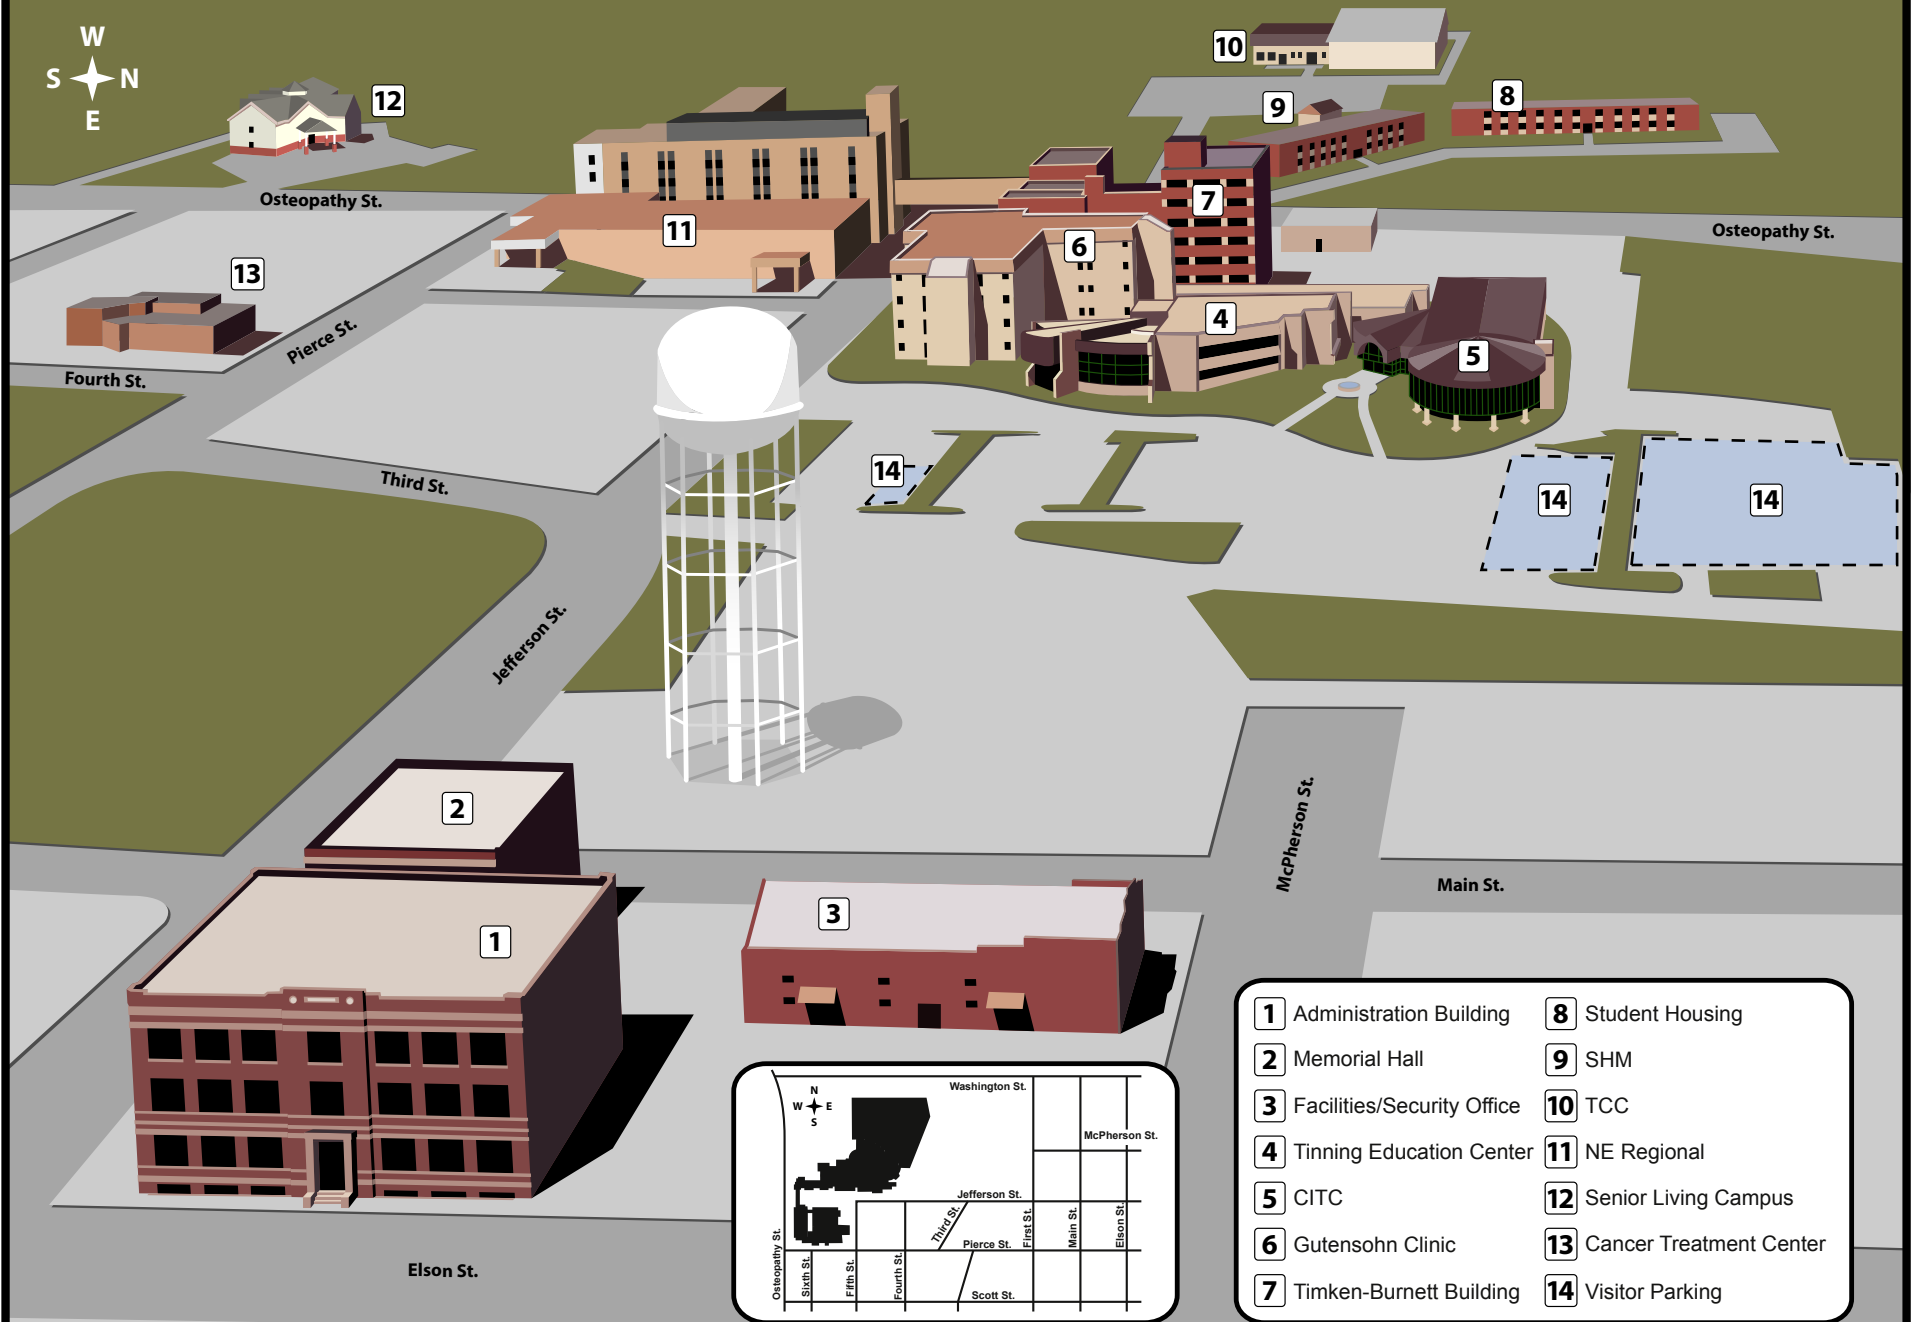 W
S N
E
12
10
9
8
Osteopathy St.
7
11
6
Osteopathy St.
13
4
Pierce St.
5
Fourth St.
14
Third St.
14
14
Jefferson St.
2
McPherson St.
Main St.
3
1
Elson St.
N
W E
S
Washington St.
McPherson St.
Jefferson St.
Third St.
First St.
Main St.
Elson St.
Pierce St.
Osteopathy St.
Sixth St.
Fifth St.
Fourth St.
Scott St.
1 Administration Building
2 Memorial Hall
3 Facilities/Security Office
4 Tinning Education Center
5 CITC
6 Gutensohn Clinic
7 Timken-Burnett Building
8 Student Housing
9 SHM
10 TCC
11 NE Regional
12 Senior Living Campus
13 Cancer Treatment Center
14 Visitor Parking